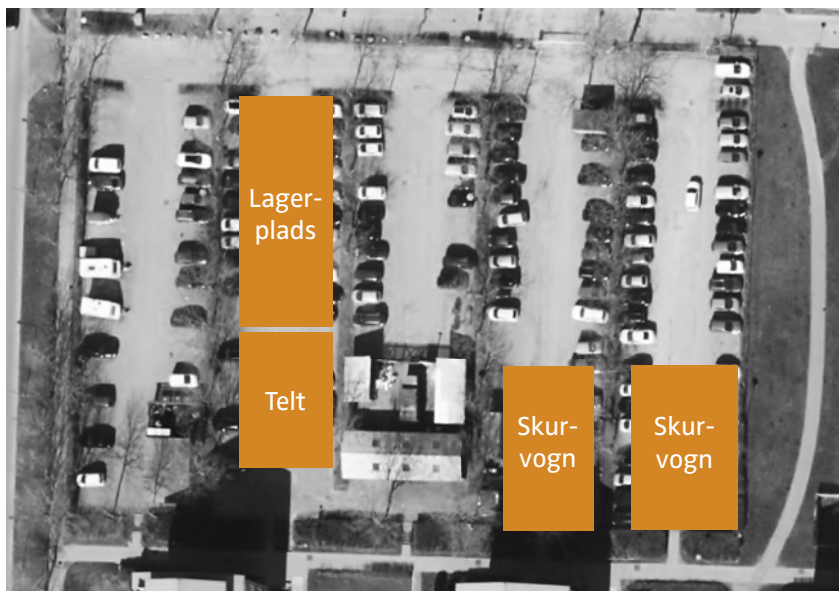 Lager-
plads
Telt
Skur-
vogn
Skur-
vogn